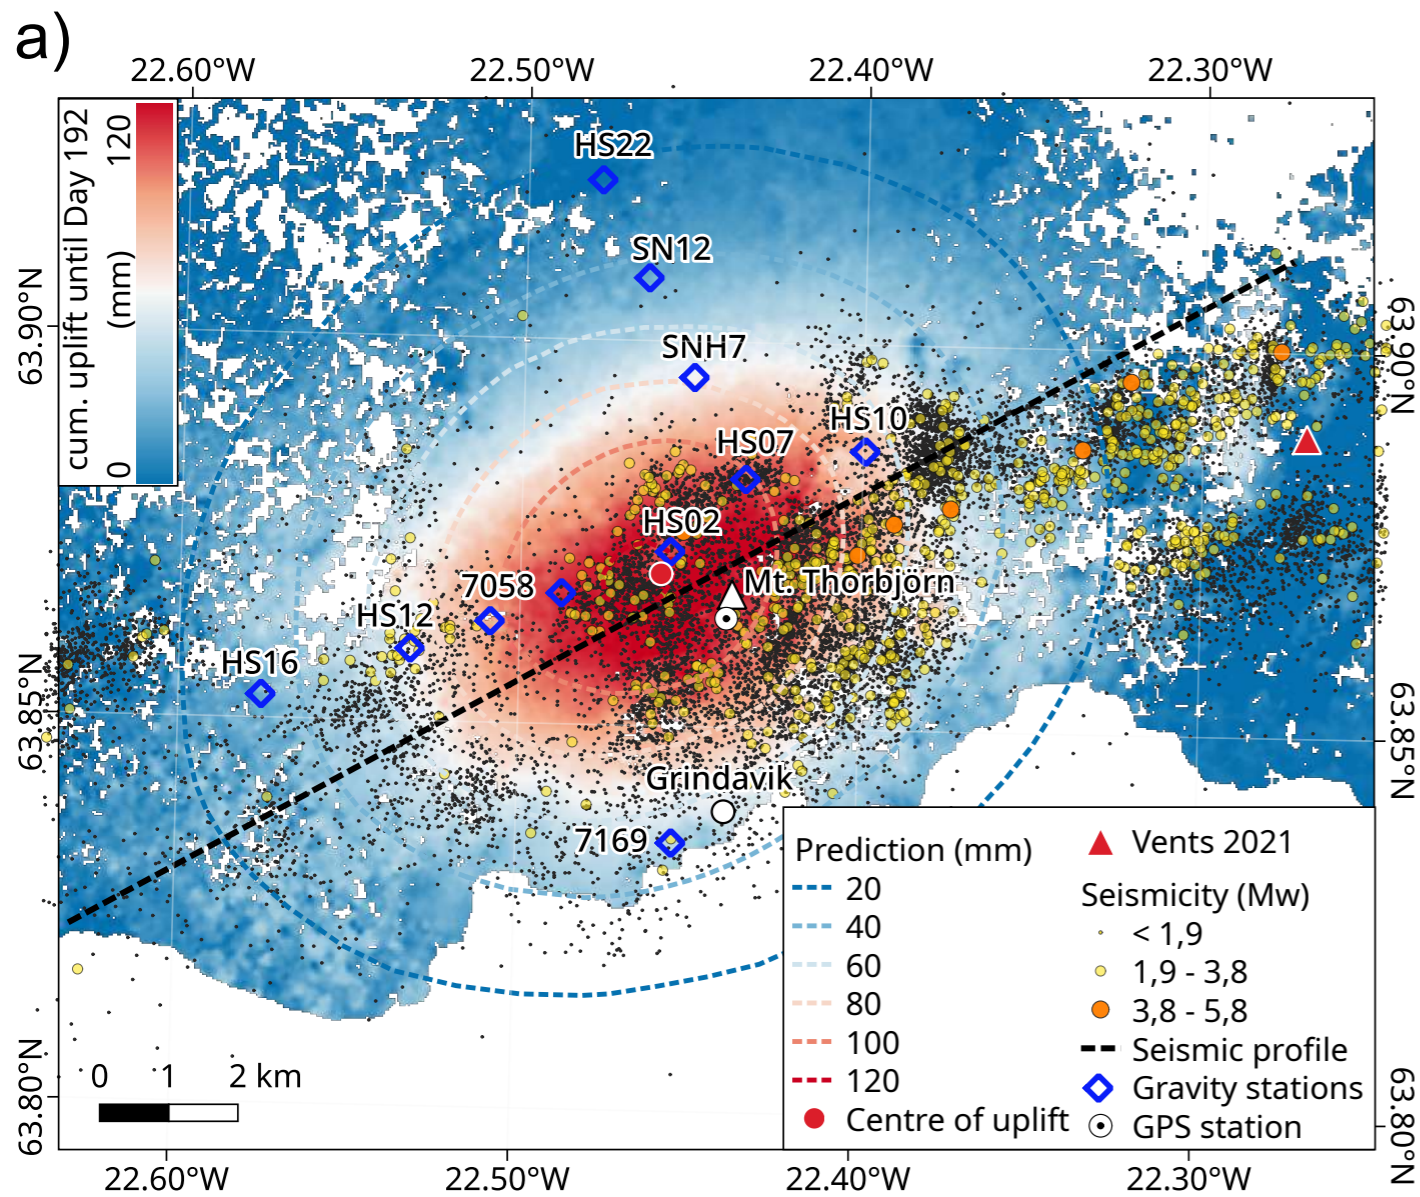 a)
22.60°W 22.50°W 22.40°W 22.30°W
cum. uplift until Day 192
(mm)
0 120
HS22
SN12
SNH7
HS10
HS07
HS02
7058
Mt. Thorbjörn
HS12
HS16
Grindavik
7169
63.90°N
63.85°N
63.80°N
63.90°N
63.85°N
63.80°N
0 1 2 km
Prediction (mm)
20
40
60
80
100
120
Centre of uplift
Vents 2021
Seismicity (Mw)
< 1,9
1,9 - 3,8
3,8 - 5,8
Seismic profile
Gravity stations
GPS station
22.60°W 22.50°W 22.40°W 22.30°W